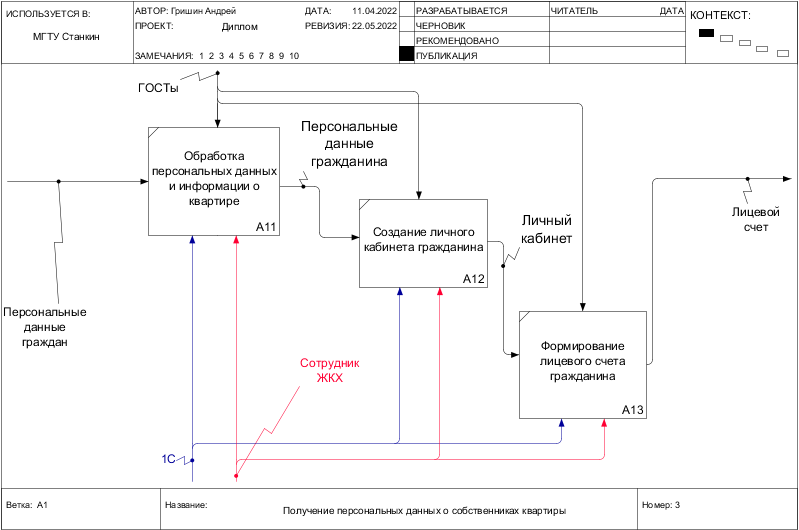 ИСПОЛЬЗУЕТСЯ В:
МГТУ Станкин
АВТОР: Гришин Андрей
ДАТА: 11.04.2022
ПРОЕКТ: Диплом
РЕВИЗИЯ: 22.05.2022
ЗАМЕЧАНИЯ: 1 2 3 4 5 6 7 8 9 10
РАЗРАБАТЫВАЕТСЯ
ЧЕРНОВИК
РЕКОМЕНДОВАНО
ПУБЛИКАЦИЯ
ЧИТАТЕЛЬ
ДАТА
КОНТЕКСТ:
ГОСТы
Обработка
персональных данных
и информации о
квартире
A11
Персональные
данные
гражданина
Создание личного
кабинета гражданина
A12
Личный
кабинет
Лицевой
счет
Персональные
данные
граждан
Формирование
лицевого счета
гражданина
A13
Сотрудник
ЖКХ
1С
Ветка: A1
Название:
Получение персональных данных о собственниках квартиры
Номер: 3